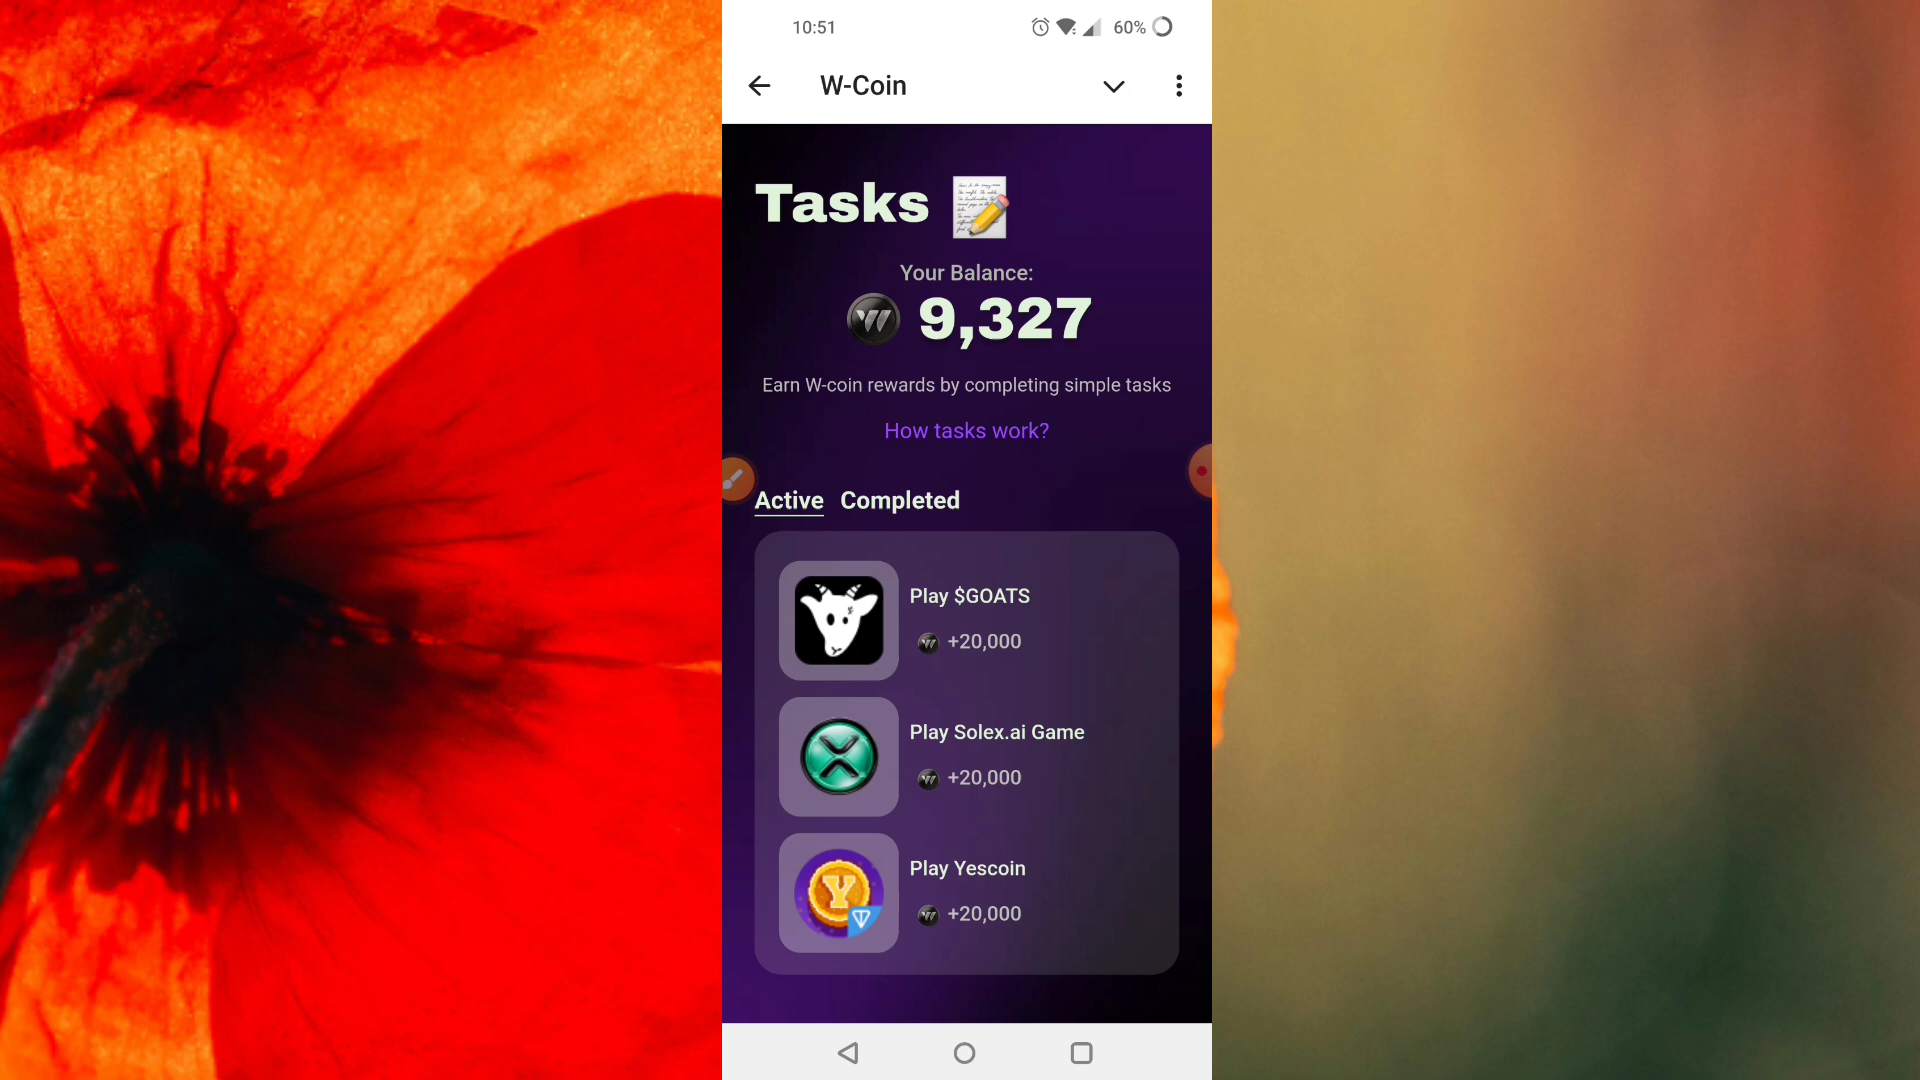 10:51
60%
W-Coin
Tasks
Your Balance:
9,327
Earn W-coin rewards by completing simple tasks
How tasks work?
Active Completed
Play $GOATS
+20,000
Play Solex.ai Game
+20,000
Play Yescoin
+20,000